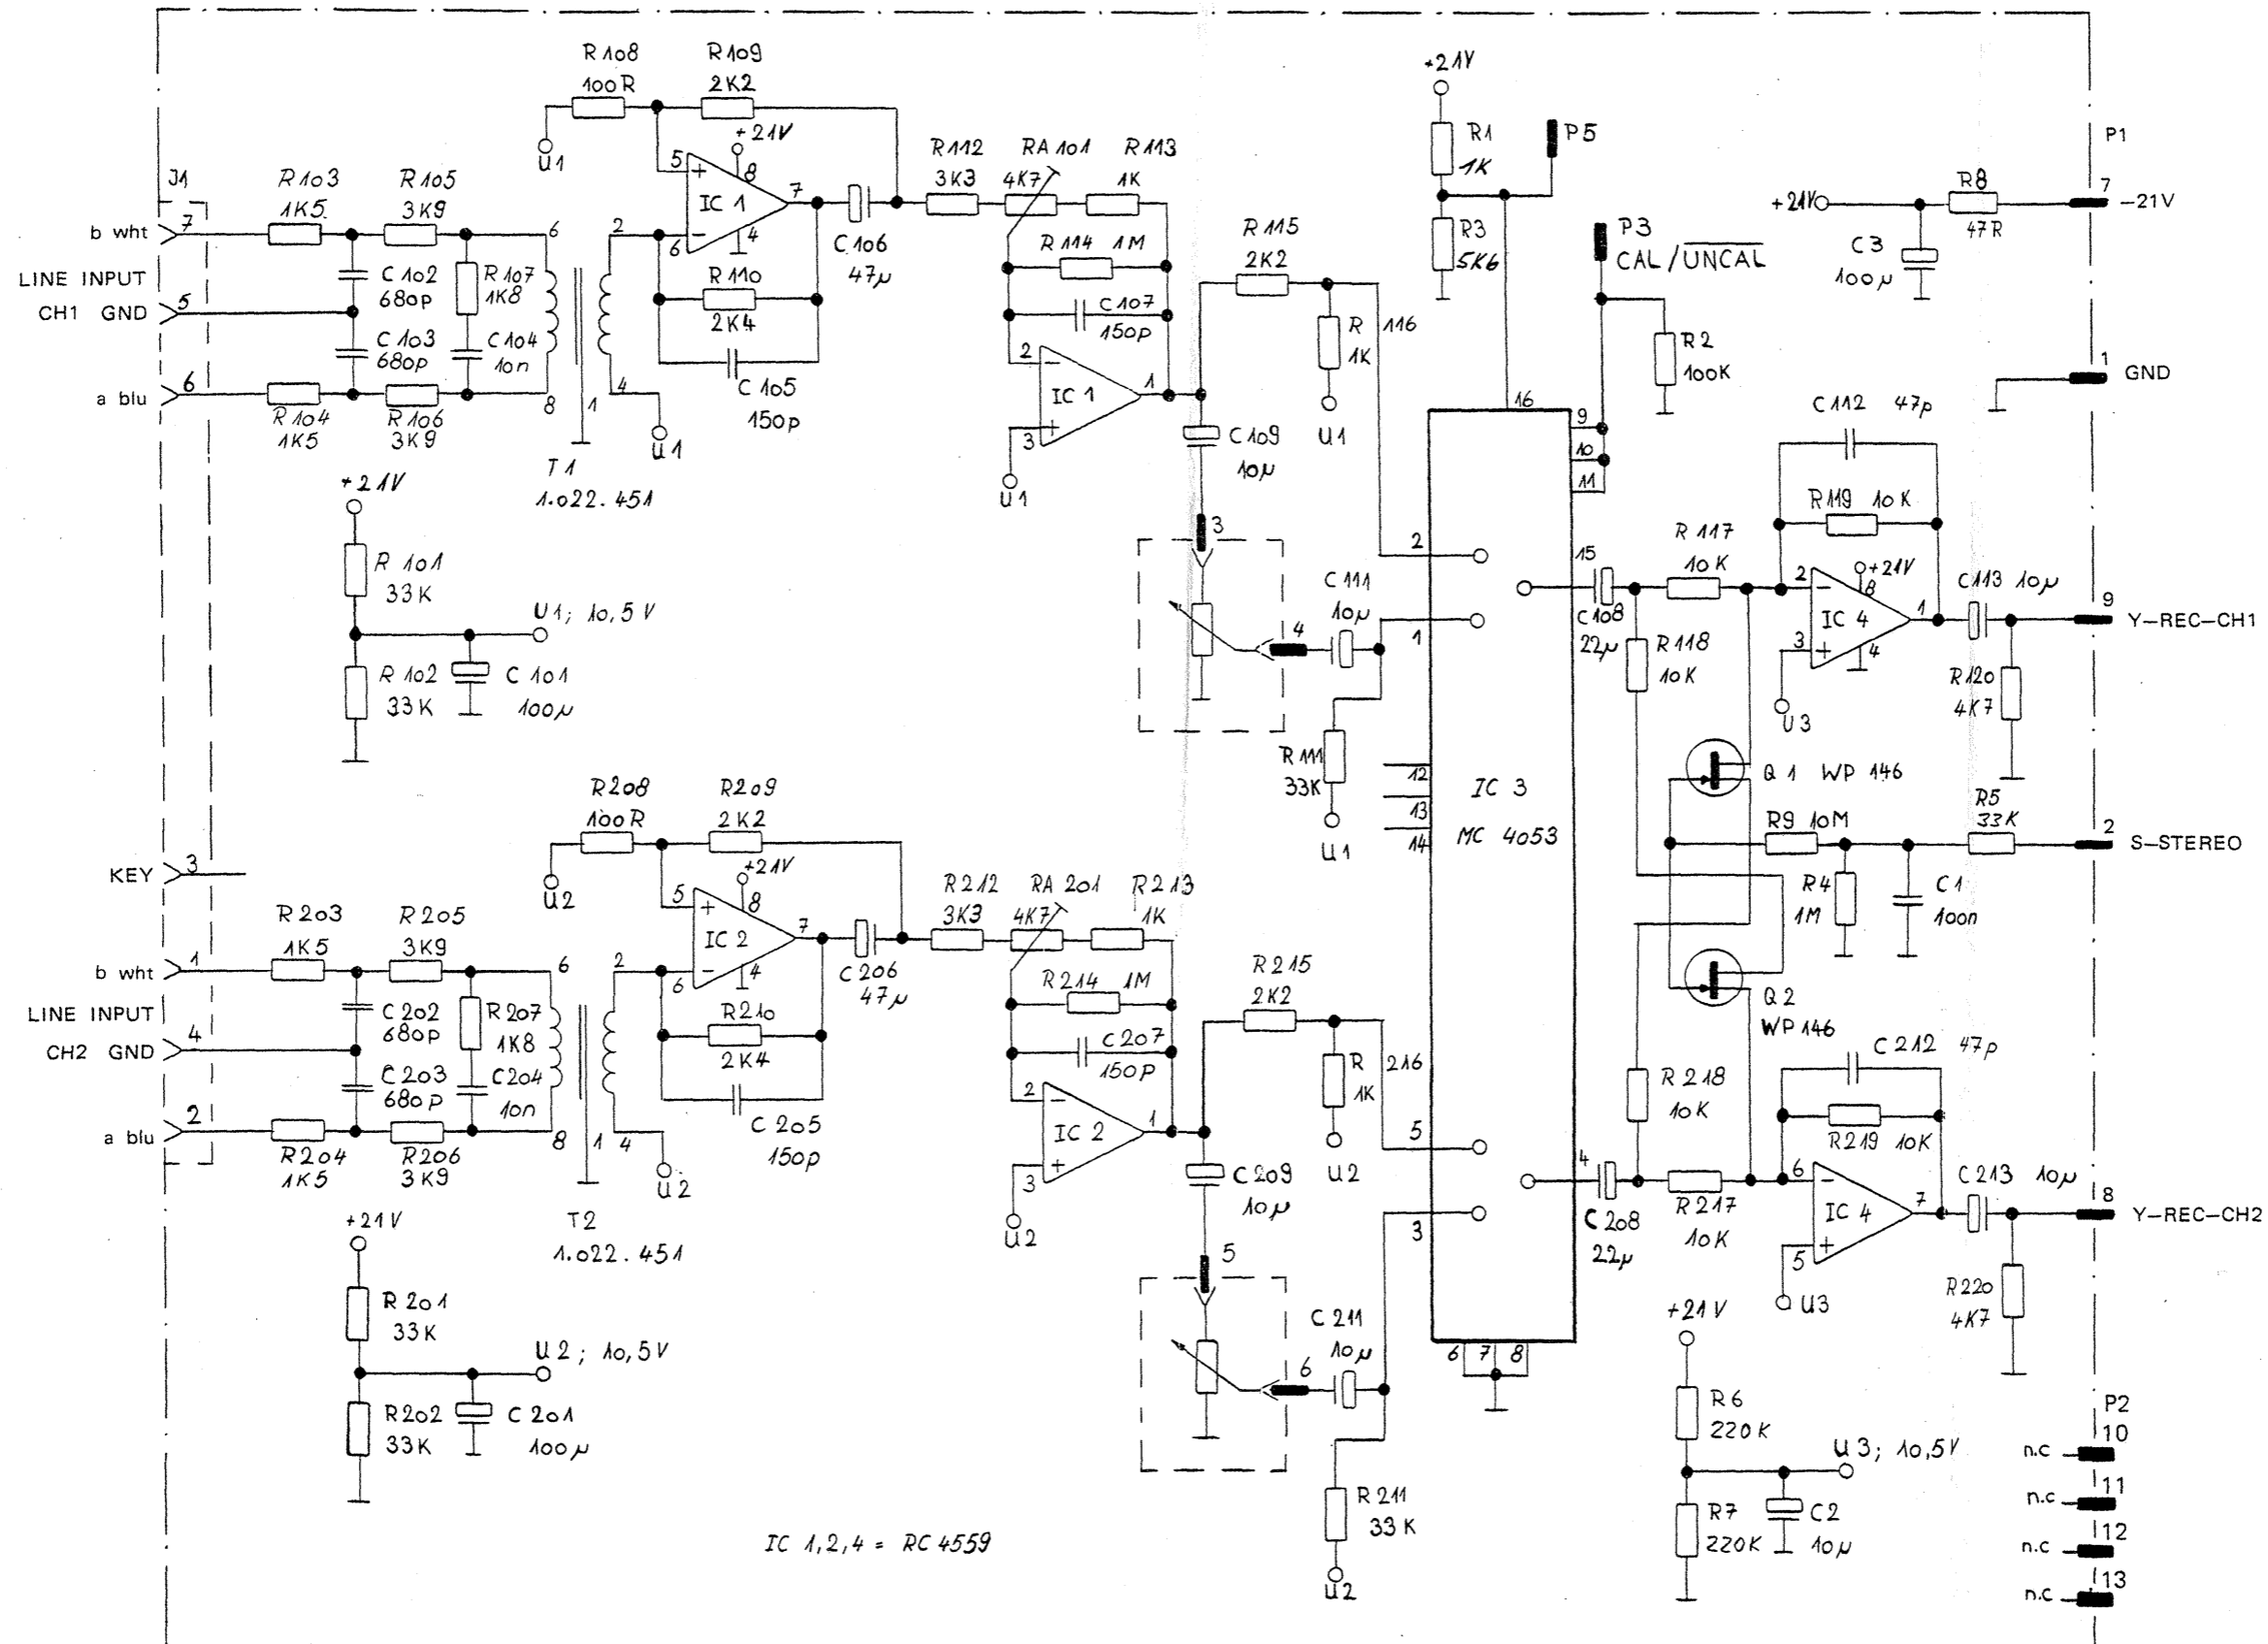 R108
100R
R109
2K2
+21V
U1
5
+
8
IC 1
7
6
−
4
R110
2K4
C105
150p
C106
47µ
R112
3K3
RA101
4K7
R113
1K
R114 1M
C107
150p
2
−
IC 1
1
3
+
U1
J1
b wht
7
LINE INPUT
CH1 GND
5
a blu
6
R103
1K5
R105
3K9
C102
680p
R107
1K8
C103
680p
C104
10n
R104
1K5
R106
3K9
6
8
1
2
4
U1
T1
1.022.451
+21V
R101
33K
U1; 10,5V
R102
33K
C101
100µ
R115
2K2
R
116
1K
U1
C109
10µ
3
4
C111
10µ
R111
33K
U1
+21V
R1
1K
P5
R3
5K6
P3
CAL/UNCAL
R2
100K
16
9
10
11
2
15
1
12
13
14
IC 3
MC 4053
5
4
3
6
7
8
P1
+21V
R8
47R
7
−21V
C3
100µ
1
GND
C112 47p
R119 10K
R117
10K
C108
22µ
R118
10K
2
−
+21V
8
IC 4
1
3
+
4
U3
C113 10µ
9
Y-REC-CH1
R120
4K7
Q1 WP 146
R9 10M
R5
33K
2
S-STEREO
R4
1M
C1
100n
Q2
WP146
C212 47p
R218
10K
R219 10K
C208
22µ
R217
10K
6
−
IC 4
7
5
+
U3
C213 10µ
8
Y-REC-CH2
R220
4K7
KEY
3
R208
100R
R209
2K2
+21V
U2
5
+
8
IC 2
7
6
−
4
R210
2K4
C205
150p
C206
47µ
R212
3K3
RA201
4K7
R213
1K
R214 1M
C207
150P
2
−
IC 2
1
3
+
U2
b wht
1
LINE INPUT
CH2 GND
4
a blu
2
R203
1K5
R205
3K9
C202
680p
R207
1K8
C203
680p
C204
10n
R204
1K5
R206
3K9
6
8
1
2
4
U2
T2
1.022.451
+21V
R201
33K
U2; 10,5V
R202
33K
C201
100µ
R215
2K2
R
216
1K
U2
C209
10µ
5
6
C211
10µ
R211
33K
U2
+21V
R6
220K
U3; 10,5V
R7
220K
C2
10µ
P2
10
n.c
11
n.c
12
n.c
13
n.c
IC 1,2,4 = RC4559